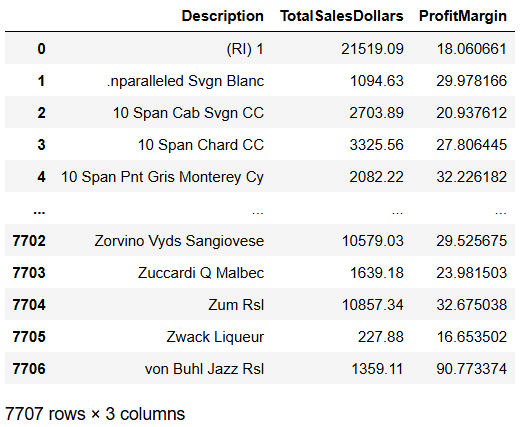 Description TotalSalesDollars ProfitMargin
0 (RI) 1 21519.09 18.060661
1 .nparalleled Svgn Blanc 1094.63 29.978166
2 10 Span Cab Svgn CC 2703.89 20.937612
3 10 Span Chard CC 3325.56 27.806445
4 10 Span Pnt Gris Monterey Cy 2082.22 32.226182
... ... ... ...
7702 Zorvino Vyds Sangiovese 10579.03 29.525675
7703 Zuccardi Q Malbec 1639.18 23.981503
7704 Zum Rsl 10857.34 32.675038
7705 Zwack Liqueur 227.88 16.653502
7706 von Buhl Jazz Rsl 1359.11 90.773374
7707 rows × 3 columns